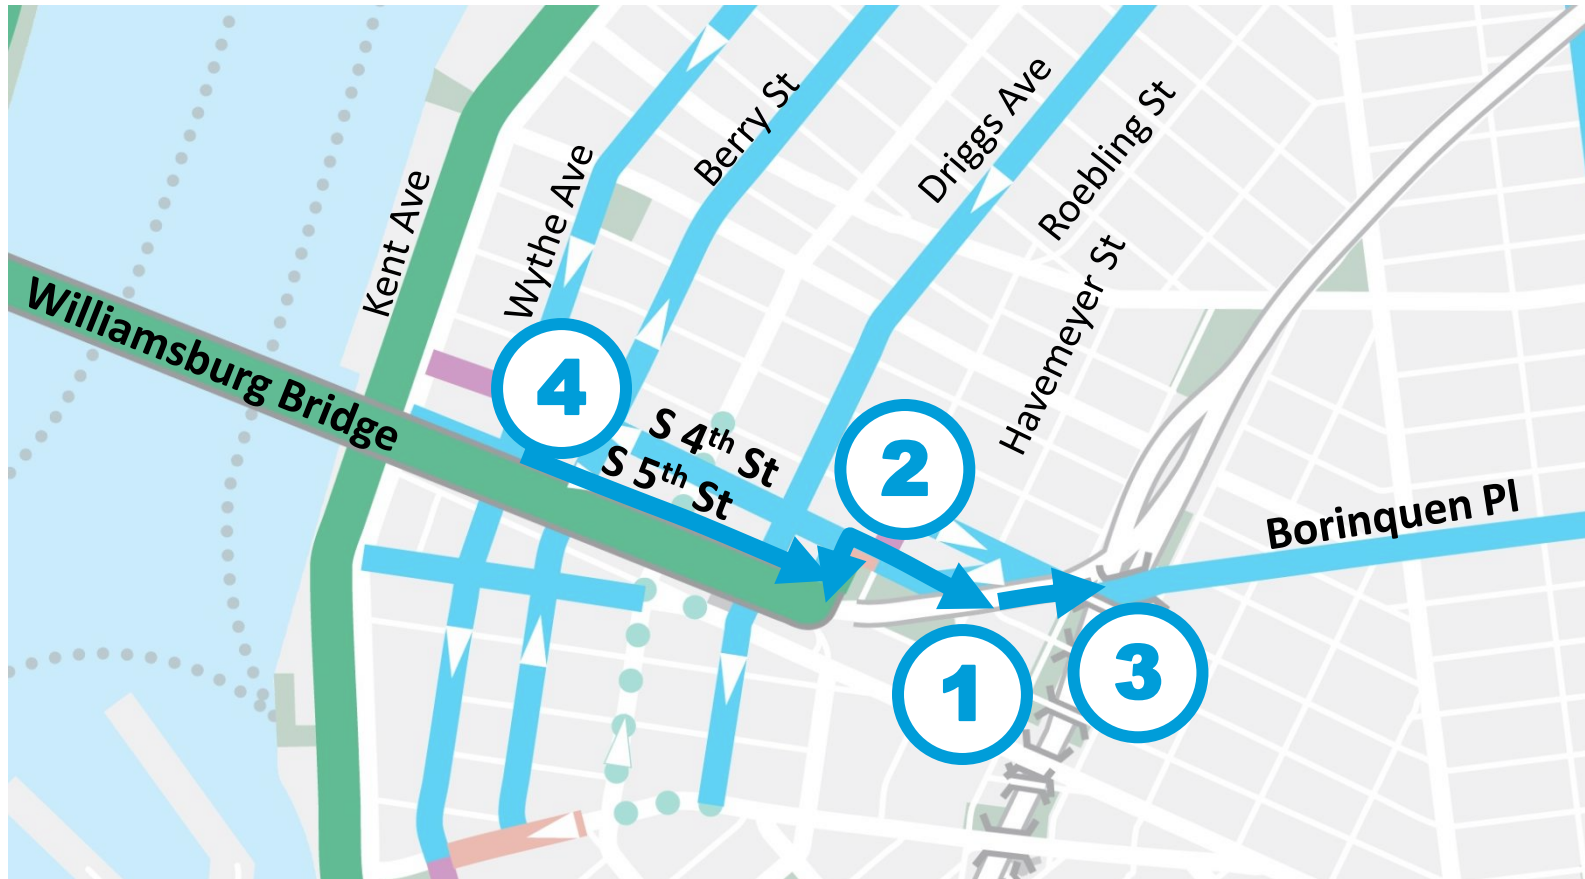 Kent Ave
Wythe Ave
Berry St
Driggs Ave
Roebling St
Havemeyer St
Williamsburg Bridge
4
S 4th St
S 5th St
2
Borinquen Pl
1
3